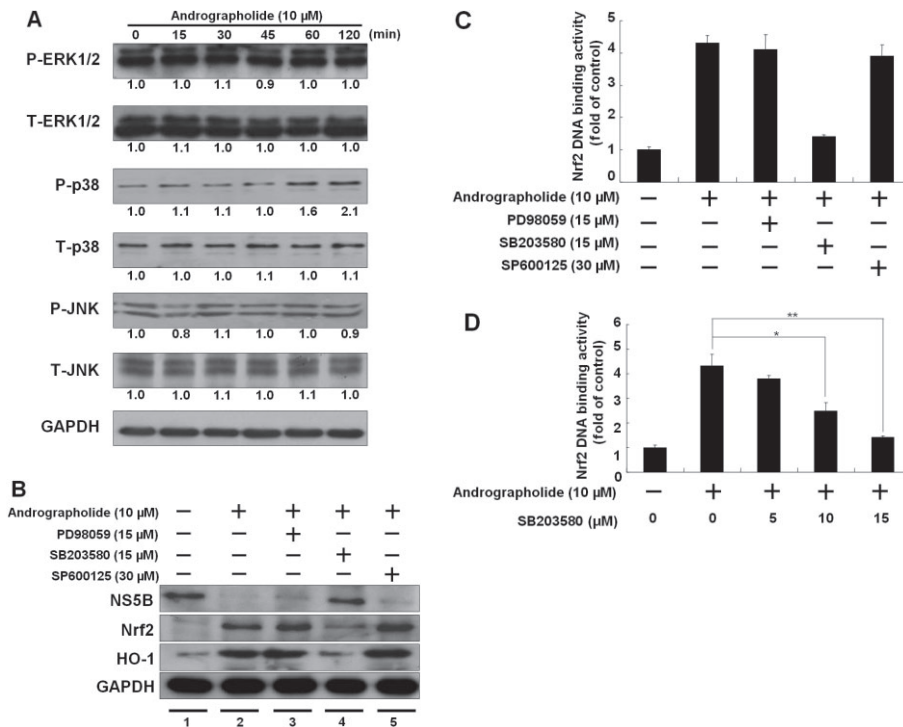 A
Andrographolide (10 µM)
0 15 30 45 60 120 (min)
P-ERK1/2
1.0 1.0 1.1 0.9 1.0 1.0
T-ERK1/2
1.0 1.1 1.0 1.0 1.0 1.0
P-p38
1.0 1.1 1.1 1.0 1.6 2.1
T-p38
1.0 1.0 1.0 1.1 1.0 1.1
P-JNK
1.0 0.8 1.1 1.0 1.0 0.9
T-JNK
1.0 1.0 1.1 1.0 1.1 1.0
GAPDH
B
Andrographolide (10 µM) − + + + +
PD98059 (15 µM) − − + − −
SB203580 (15 µM) − − − + −
SP600125 (30 µM) − − − − +
NS5B
Nrf2
HO-1
GAPDH
1 2 3 4 5
C
Nrf2 DNA binding activity
(fold of control)
6
5
4
3
2
1
0
Andrographolide (10 µM) − + + + +
PD98059 (15 µM) − − + − −
SB203580 (15 µM) − − − + −
SP600125 (30 µM) − − − − +
D
Nrf2 DNA binding activity
(fold of control)
6
5
4
3
2
1
0
**
*
Andrographolide (10 µM) − + + + +
SB203580 (µM) 0 0 5 10 15